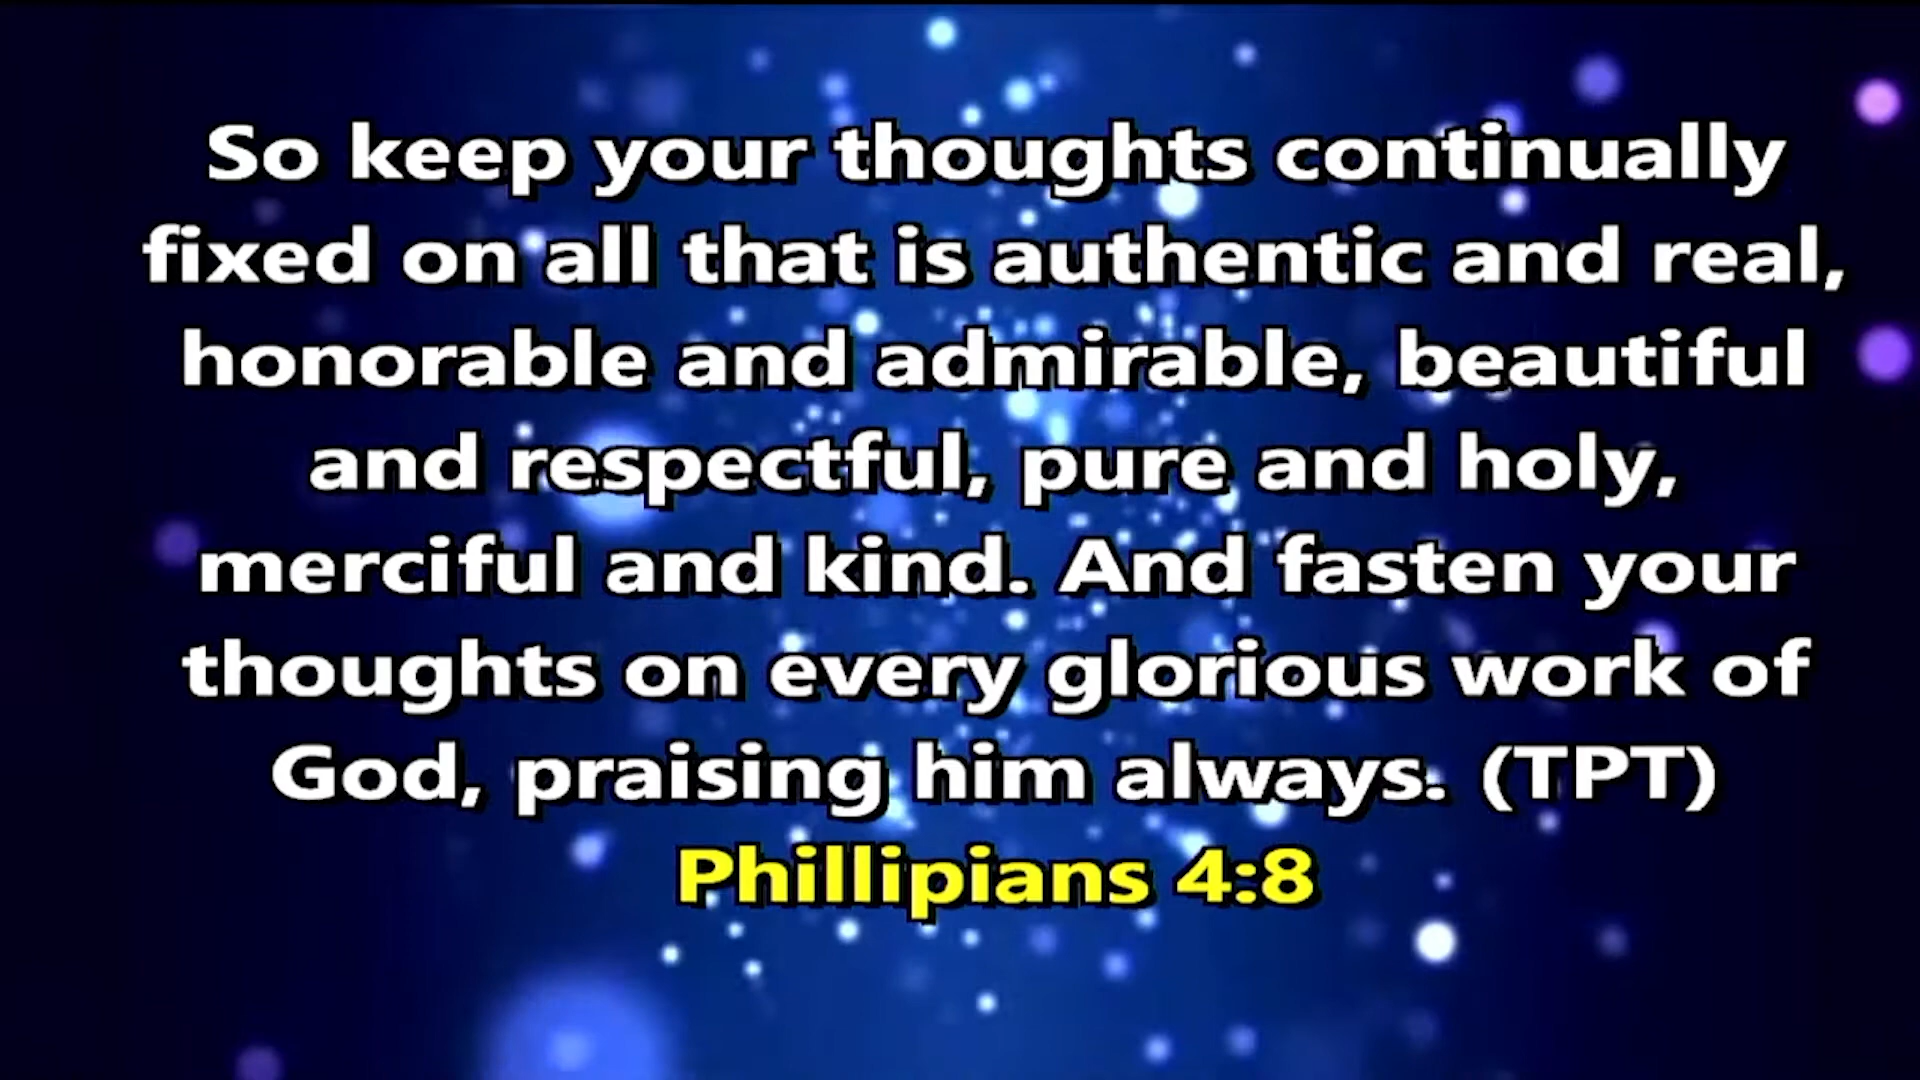 So keep your thoughts continually
fixed on all that is authentic and real,
honorable and admirable, beautiful
and respectful, pure and holy,
merciful and kind. And fasten your
thoughts on every glorious work of
God, praising him always. (TPT)
Phillipians 4:8